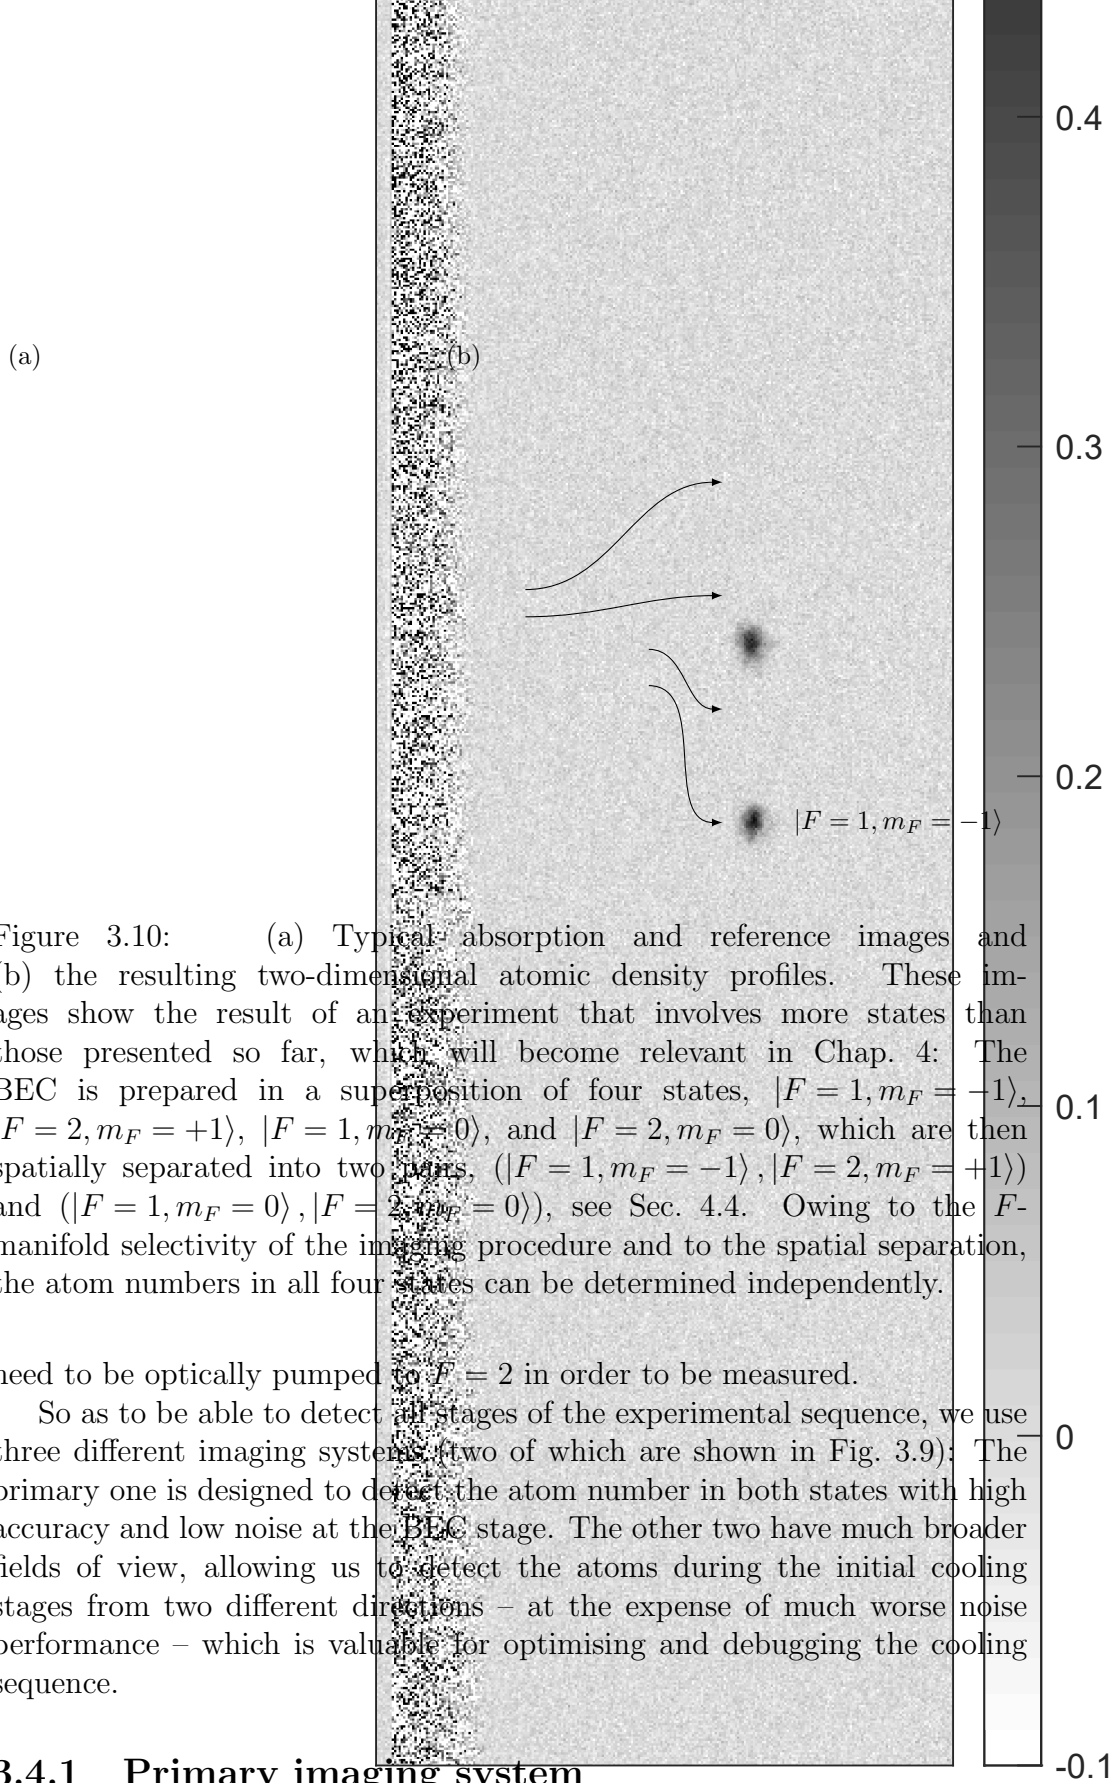 0.4
0.3
(a)
(b)
0.2
|F = 1, m_F = −1⟩
Figure 3.10: (a) Typical absorption and reference images and
(b) the resulting two-dimensional atomic density profiles. These im-
ages show the result of an experiment that involves more states than
those presented so far, which will become relevant in Chap. 4: The
BEC is prepared in a superposition of four states, |F = 1, m_F = −1⟩,
F = 2, m_F = +1⟩, |F = 1, m_F = 0⟩, and |F = 2, m_F = 0⟩, which are then
spatially separated into two pairs, (|F = 1, m_F = −1⟩, |F = 2, m_F = +1⟩)
and (|F = 1, m_F = 0⟩, |F = 2, m_F = 0⟩), see Sec. 4.4. Owing to the F-
manifold selectivity of the imaging procedure and to the spatial separation,
the atom numbers in all four states can be determined independently.
0.1
need to be optically pumped to F = 2 in order to be measured.
So as to be able to detect all stages of the experimental sequence, we use
three different imaging systems (two of which are shown in Fig. 3.9): The
primary one is designed to detect the atom number in both states with high
accuracy and low noise at the BEC stage. The other two have much broader
fields of view, allowing us to detect the atoms during the initial cooling
stages from two different directions – at the expense of much worse noise
performance – which is valuable for optimising and debugging the cooling
sequence.
0
3.4.1 Primary imaging system
-0.1